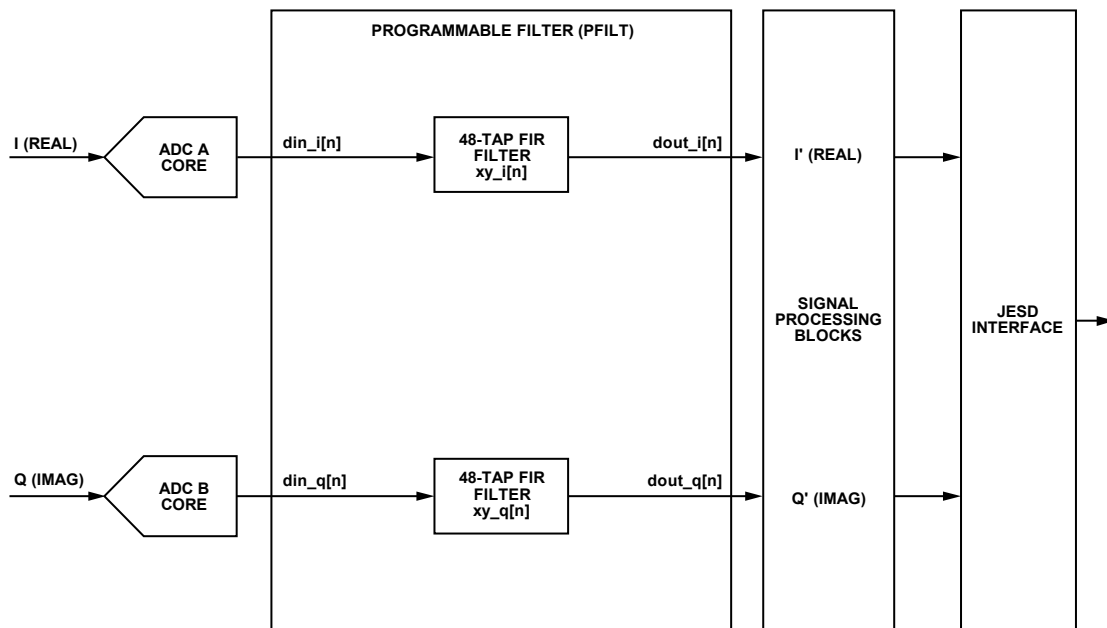 PROGRAMMABLE FILTER (PFILT)
I (REAL)
ADC A
CORE
din_i[n]
48-TAP FIR
FILTER
xy_i[n]
dout_i[n]
I' (REAL)
SIGNAL
PROCESSING
BLOCKS
JESD
INTERFACE
Q (IMAG)
ADC B
CORE
din_q[n]
48-TAP FIR
FILTER
xy_q[n]
dout_q[n]
Q' (IMAG)